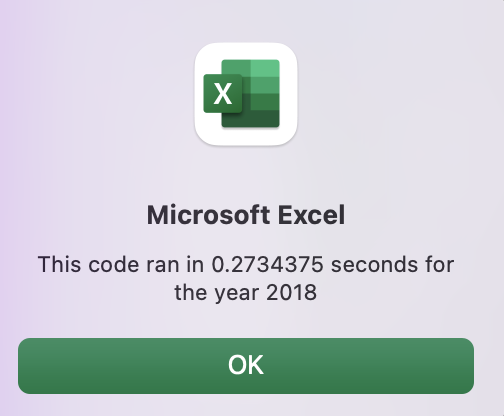 X
Microsoft Excel
This code ran in 0.2734375 seconds for
the year 2018
OK